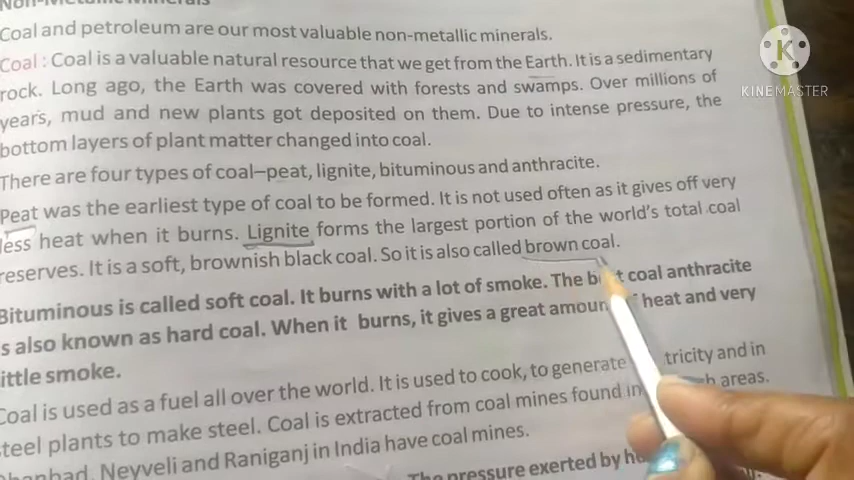 Non-Metallic Minerals
Coal and petroleum are our most valuable non-metallic minerals.
Coal : Coal is a valuable natural resource that we get from the Earth. It is a sedimentary
rock. Long ago, the Earth was covered with forests and swamps. Over millions of
years, mud and new plants got deposited on them. Due to intense pressure, the
bottom layers of plant matter changed into coal.
There are four types of coal–peat, lignite, bituminous and anthracite.
Peat was the earliest type of coal to be formed. It is not used often as it gives off very
less heat when it burns. Lignite forms the largest portion of the world's total coal
reserves. It is a soft, brownish black coal. So it is also called brown coal.
Bituminous is called soft coal. It burns with a lot of smoke. The coal anthracite
is also known as hard coal. When it burns, it gives a great heat and very
little smoke.
Coal is used as a fuel all over the world. It is used to cook, to generate and in
steel plants to make steel. Coal is extracted from coal mines found in areas.
Dhanbad, Neyveli and Raniganj in India have coal mines.
The pressure exerted by
KINEMASTER